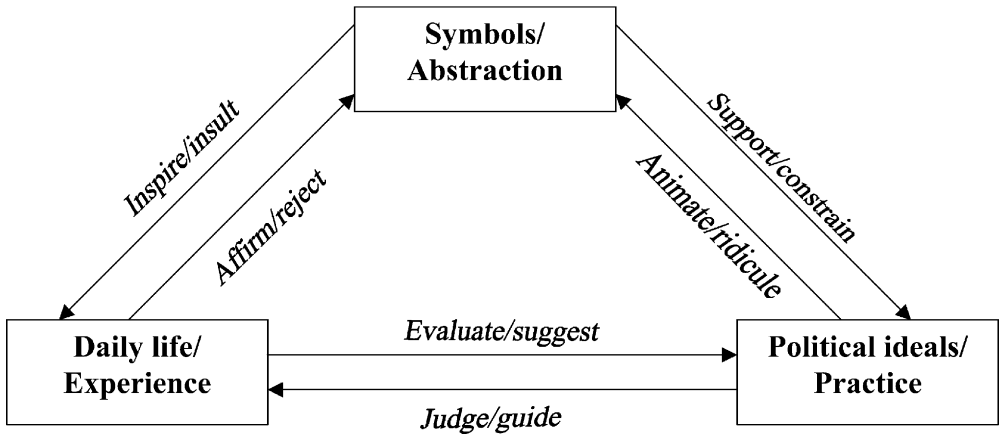 Symbols/
Abstraction
Inspire/insult
Affirm/reject
Animate/ridicule
Support/constrain
Daily life/
Experience
Evaluate/suggest
Judge/guide
Political ideals/
Practice